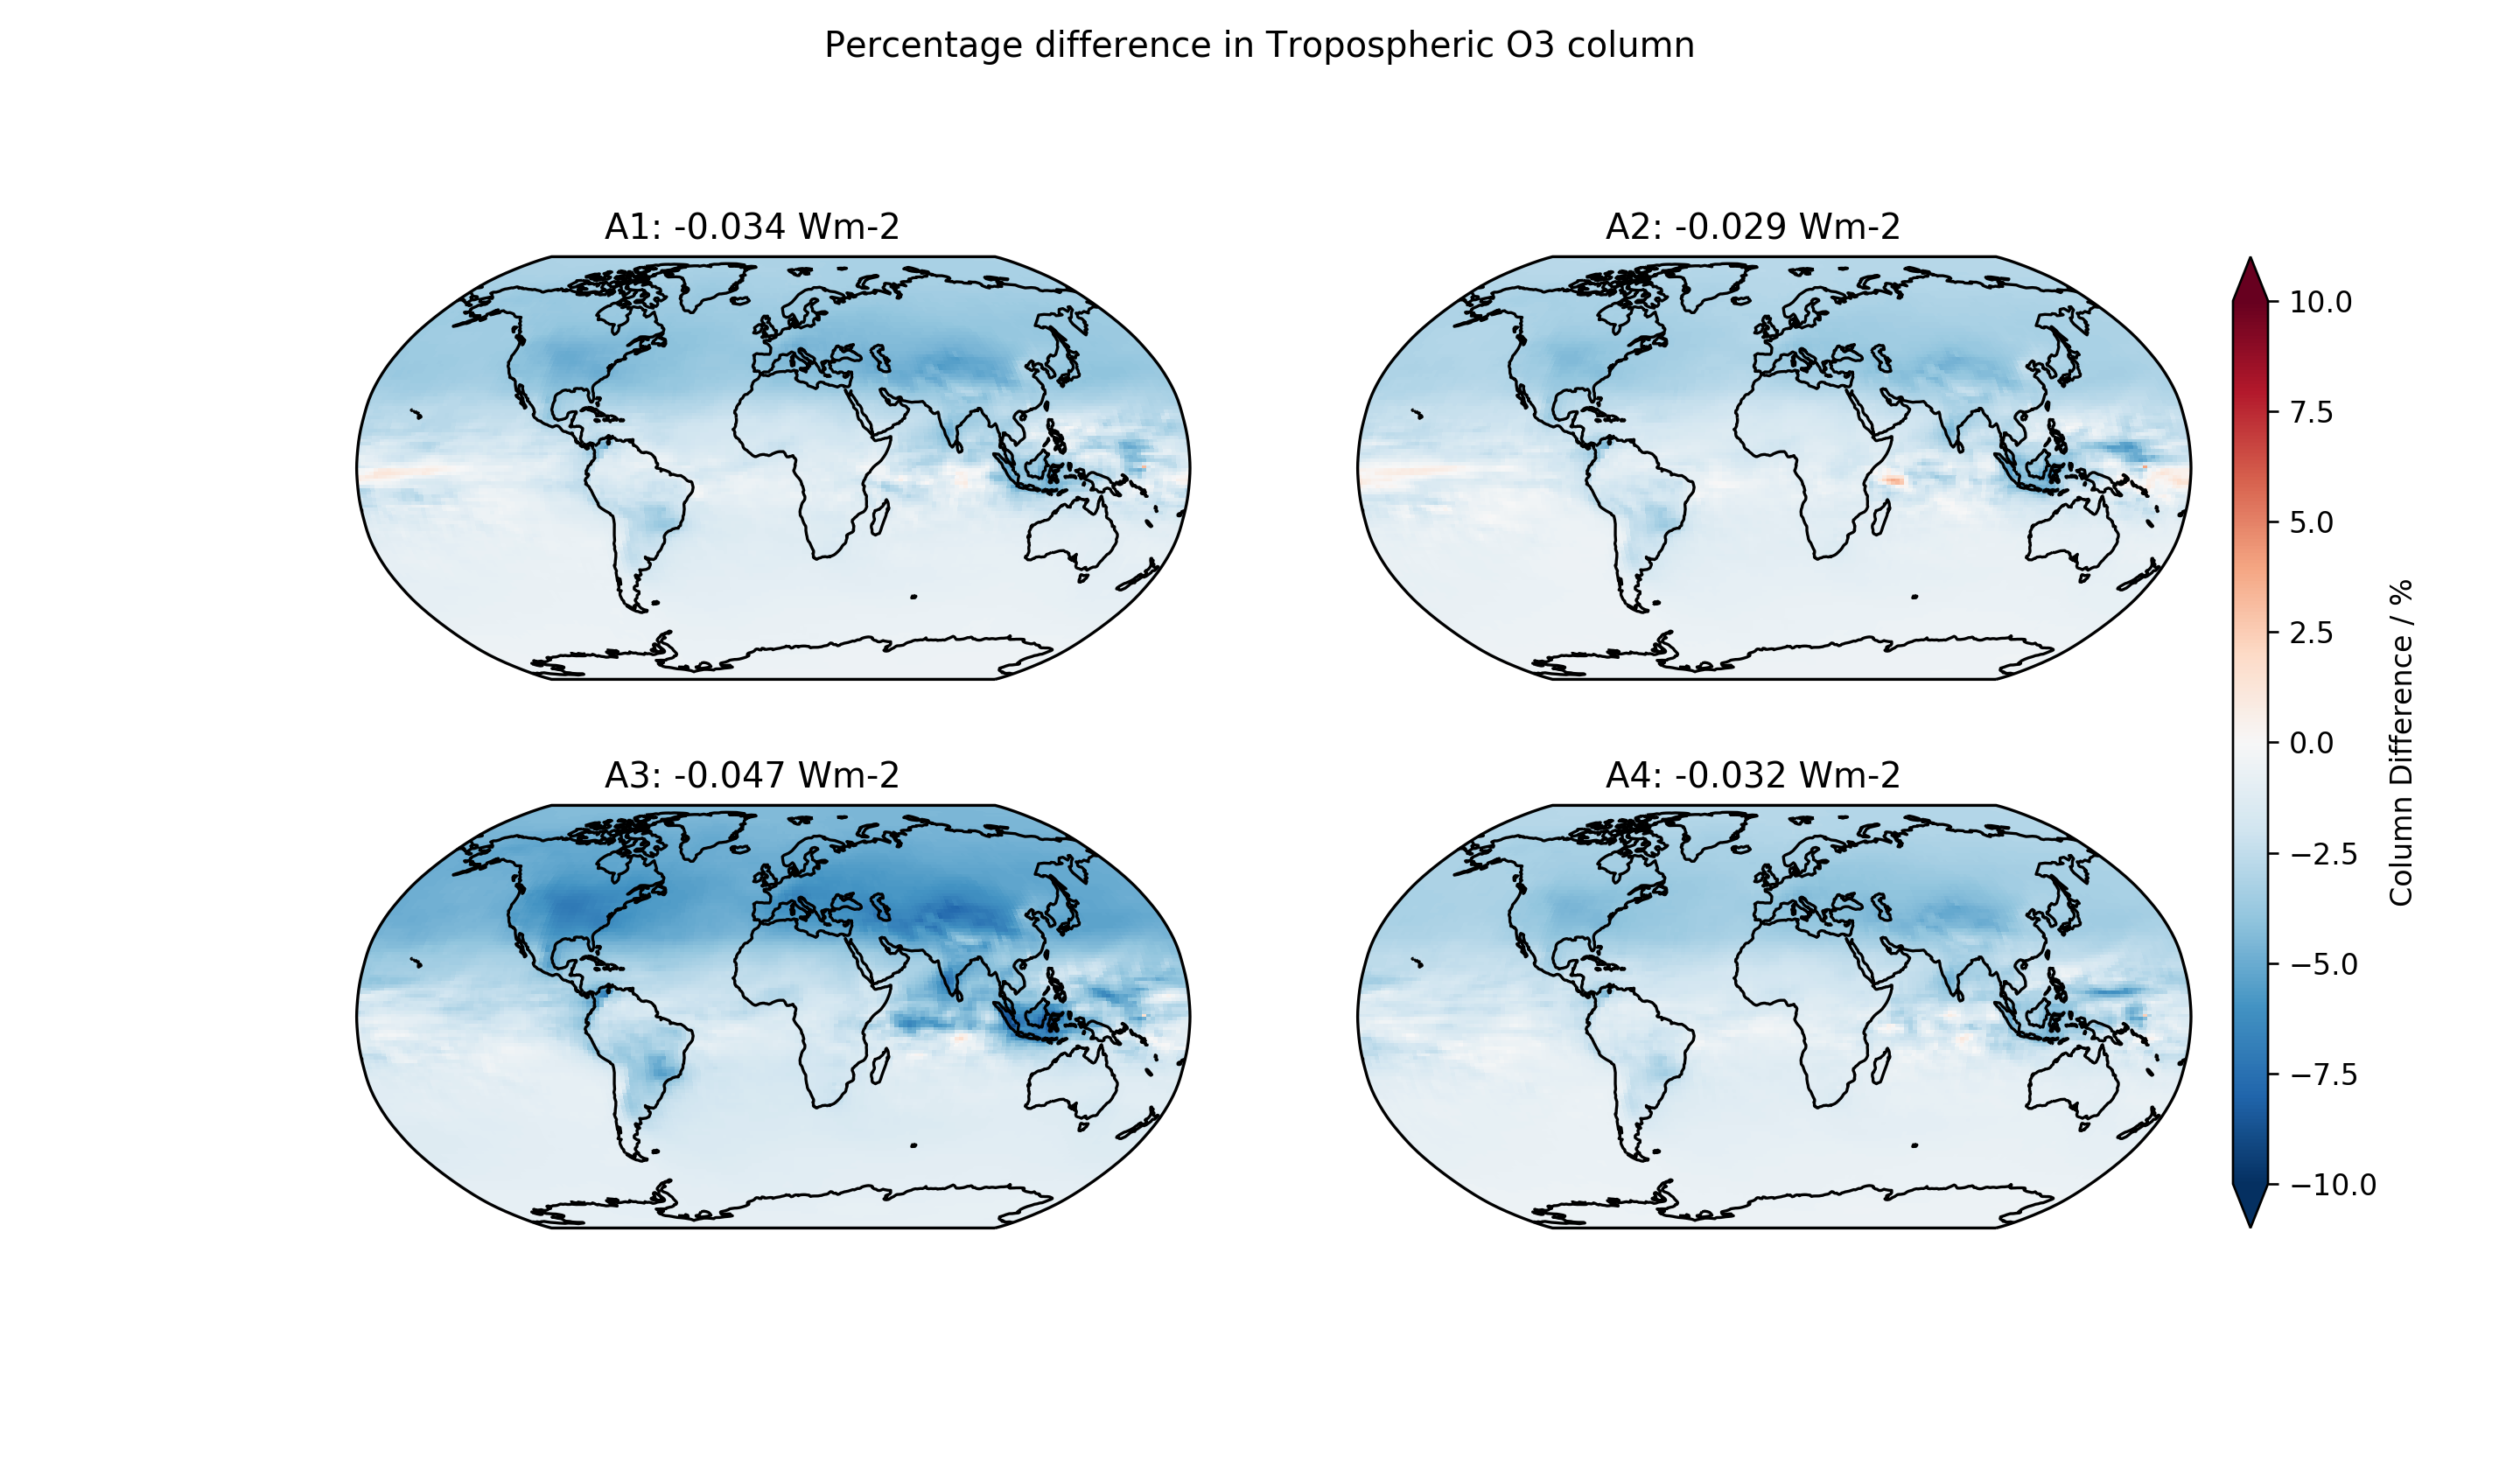 Percentage difference in Tropospheric O3 column
A1: -0.034 Wm-2
A2: -0.029 Wm-2
A3: -0.047 Wm-2
A4: -0.032 Wm-2
10.0
7.5
5.0
2.5
0.0
−2.5
−5.0
−7.5
−10.0
Column Difference / %